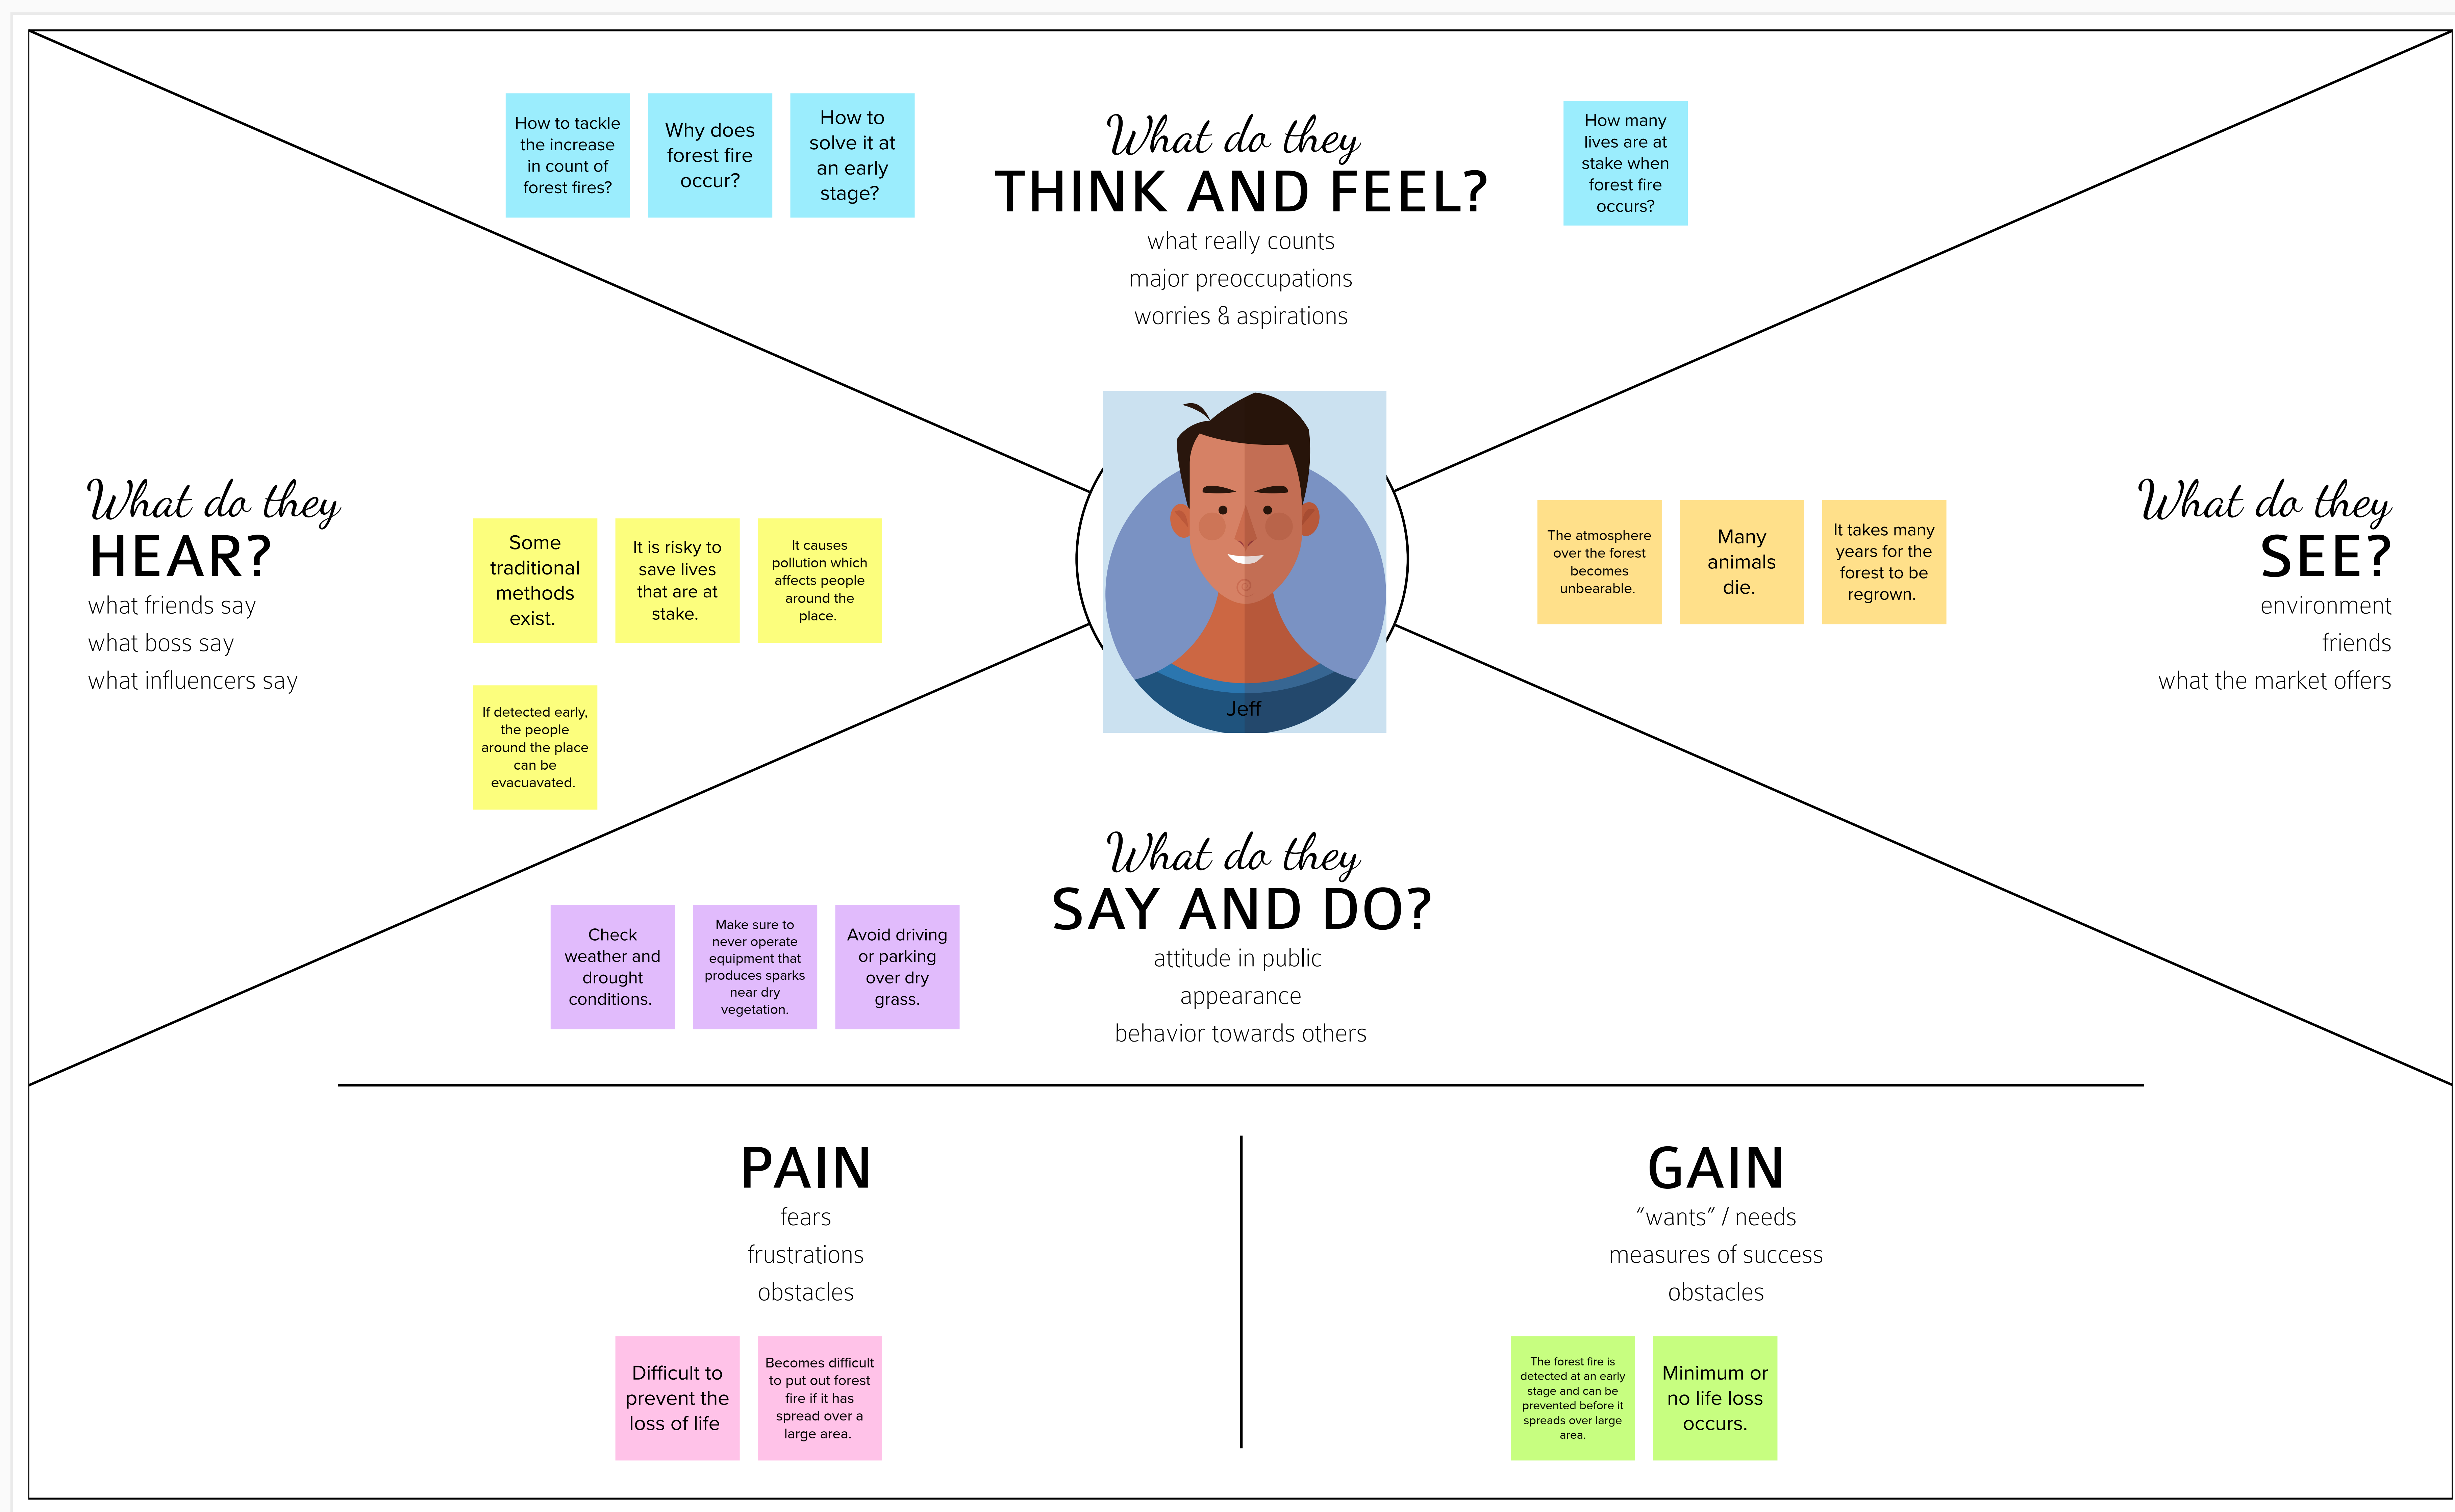 How to tackle
the increase
in count of
forest fires?
Why does
forest fire
occur?
How to
solve it at
an early
stage?
What do they
THINK AND FEEL?
what really counts
major preoccupations
worries & aspirations
How many
lives are at
stake when
forest fire
occurs?
What do they
HEAR?
what friends say
what boss say
what influencers say
Some
traditional
methods
exist.
It is risky to
save lives
that are at
stake.
It causes
pollution which
affects people
around the
place.
If detected early,
the people
around the place
can be
evacuavated.
Jeff
The atmosphere
over the forest
becomes
unbearable.
Many
animals
die.
It takes many
years for the
forest to be
regrown.
What do they
SEE?
environment
friends
what the market offers
What do they
SAY AND DO?
attitude in public
appearance
behavior towards others
Check
weather and
drought
conditions.
Make sure to
never operate
equipment that
produces sparks
near dry
vegetation.
Avoid driving
or parking
over dry
grass.
PAIN
fears
frustrations
obstacles
Difficult to
prevent the
loss of life
Becomes difficult
to put out forest
fire if it has
spread over a
large area.
GAIN
“wants” / needs
measures of success
obstacles
The forest fire is
detected at an early
stage and can be
prevented before it
spreads over large
area.
Minimum or
no life loss
occurs.